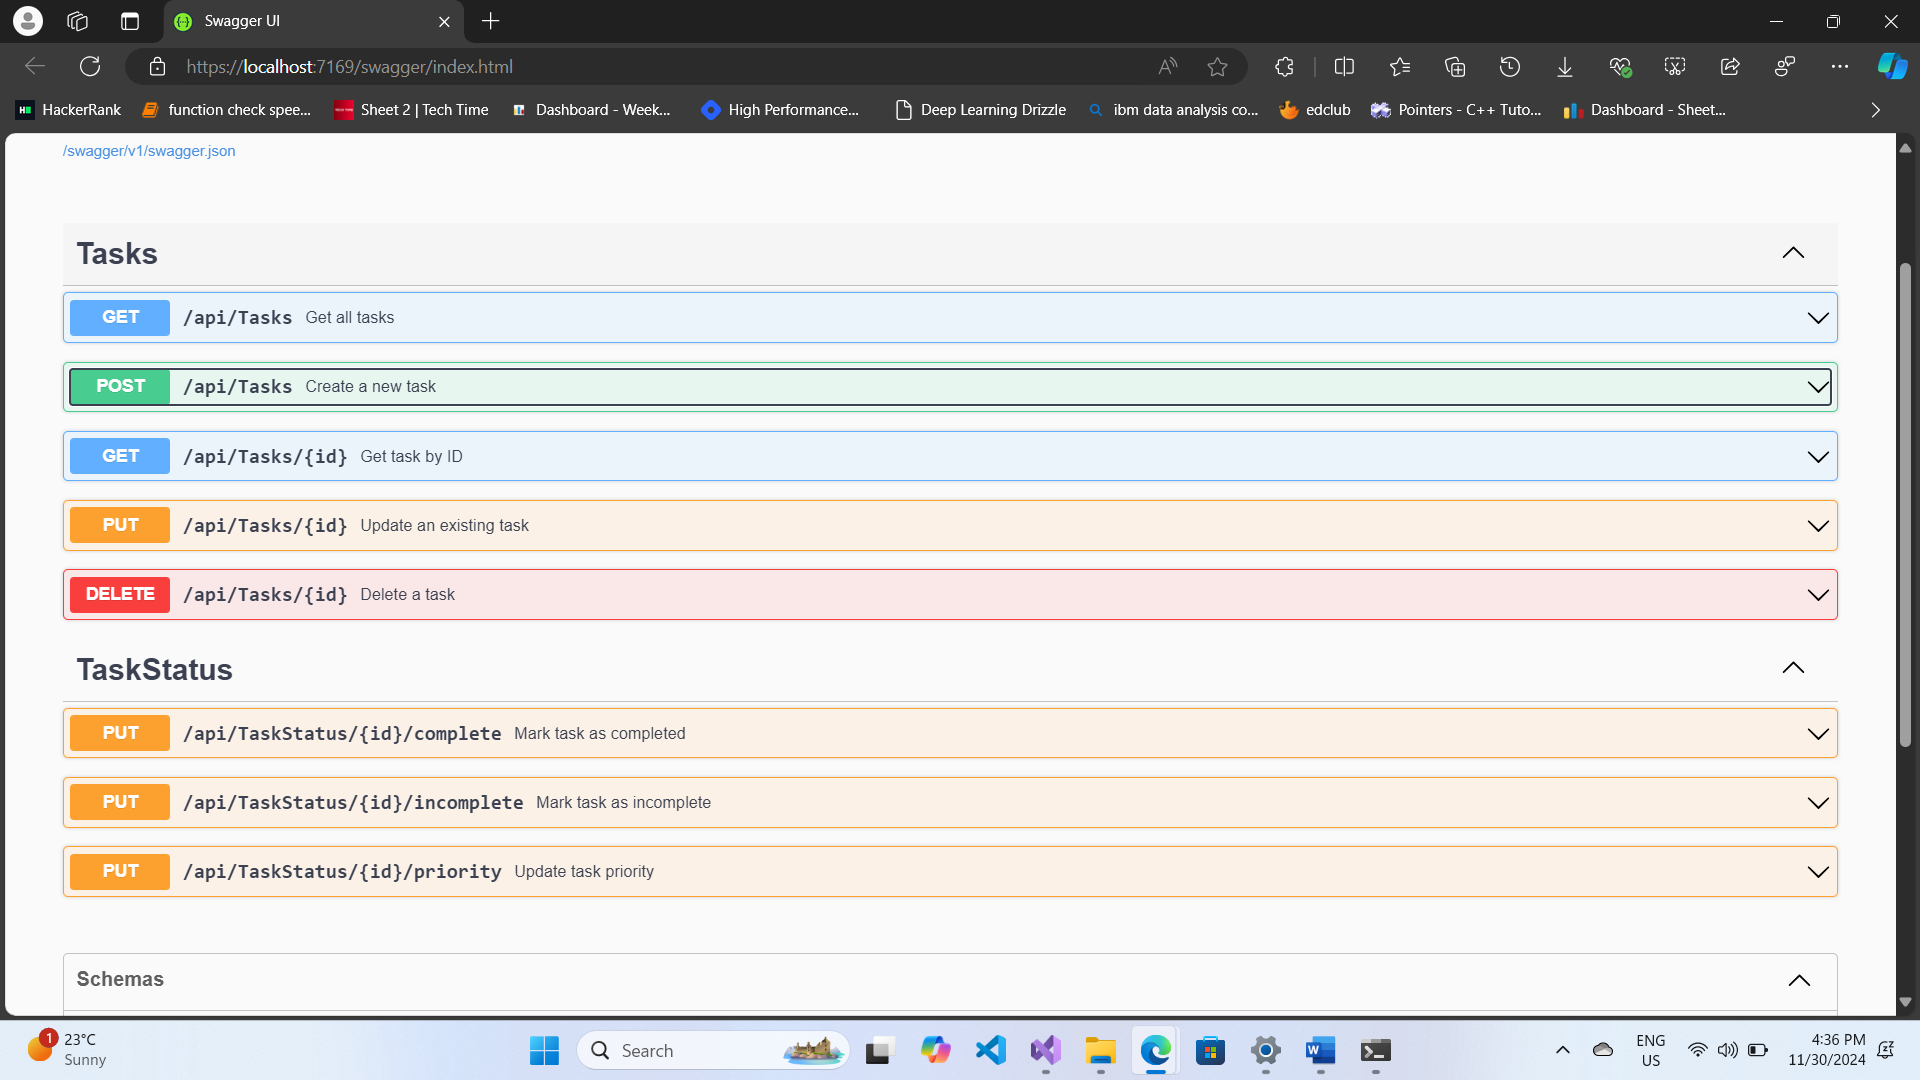 Swagger UI
https://localhost:7169/swagger/index.html
HackerRank
function check spee...
Sheet 2 | Tech Time
Dashboard - Week...
High Performance...
Deep Learning Drizzle
ibm data analysis co...
edclub
Pointers - C++ Tuto...
Dashboard - Sheet...
/swagger/v1/swagger.json
Tasks
GET /api/Tasks Get all tasks
POST /api/Tasks Create a new task
GET /api/Tasks/{id} Get task by ID
PUT /api/Tasks/{id} Update an existing task
DELETE /api/Tasks/{id} Delete a task
TaskStatus
PUT /api/TaskStatus/{id}/complete Mark task as completed
PUT /api/TaskStatus/{id}/incomplete Mark task as incomplete
PUT /api/TaskStatus/{id}/priority Update task priority
Schemas
1
23°C
Sunny
Search
ENG
US
4:36 PM
11/30/2024